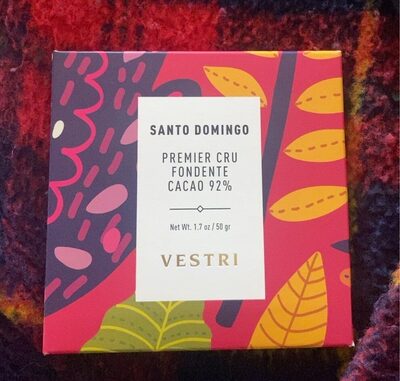 SANTO DOMINGO
PREMIER CRU
FONDENTE
CACAO 92%
Net Wt. 1.7 oz / 50 gr
VESTRI